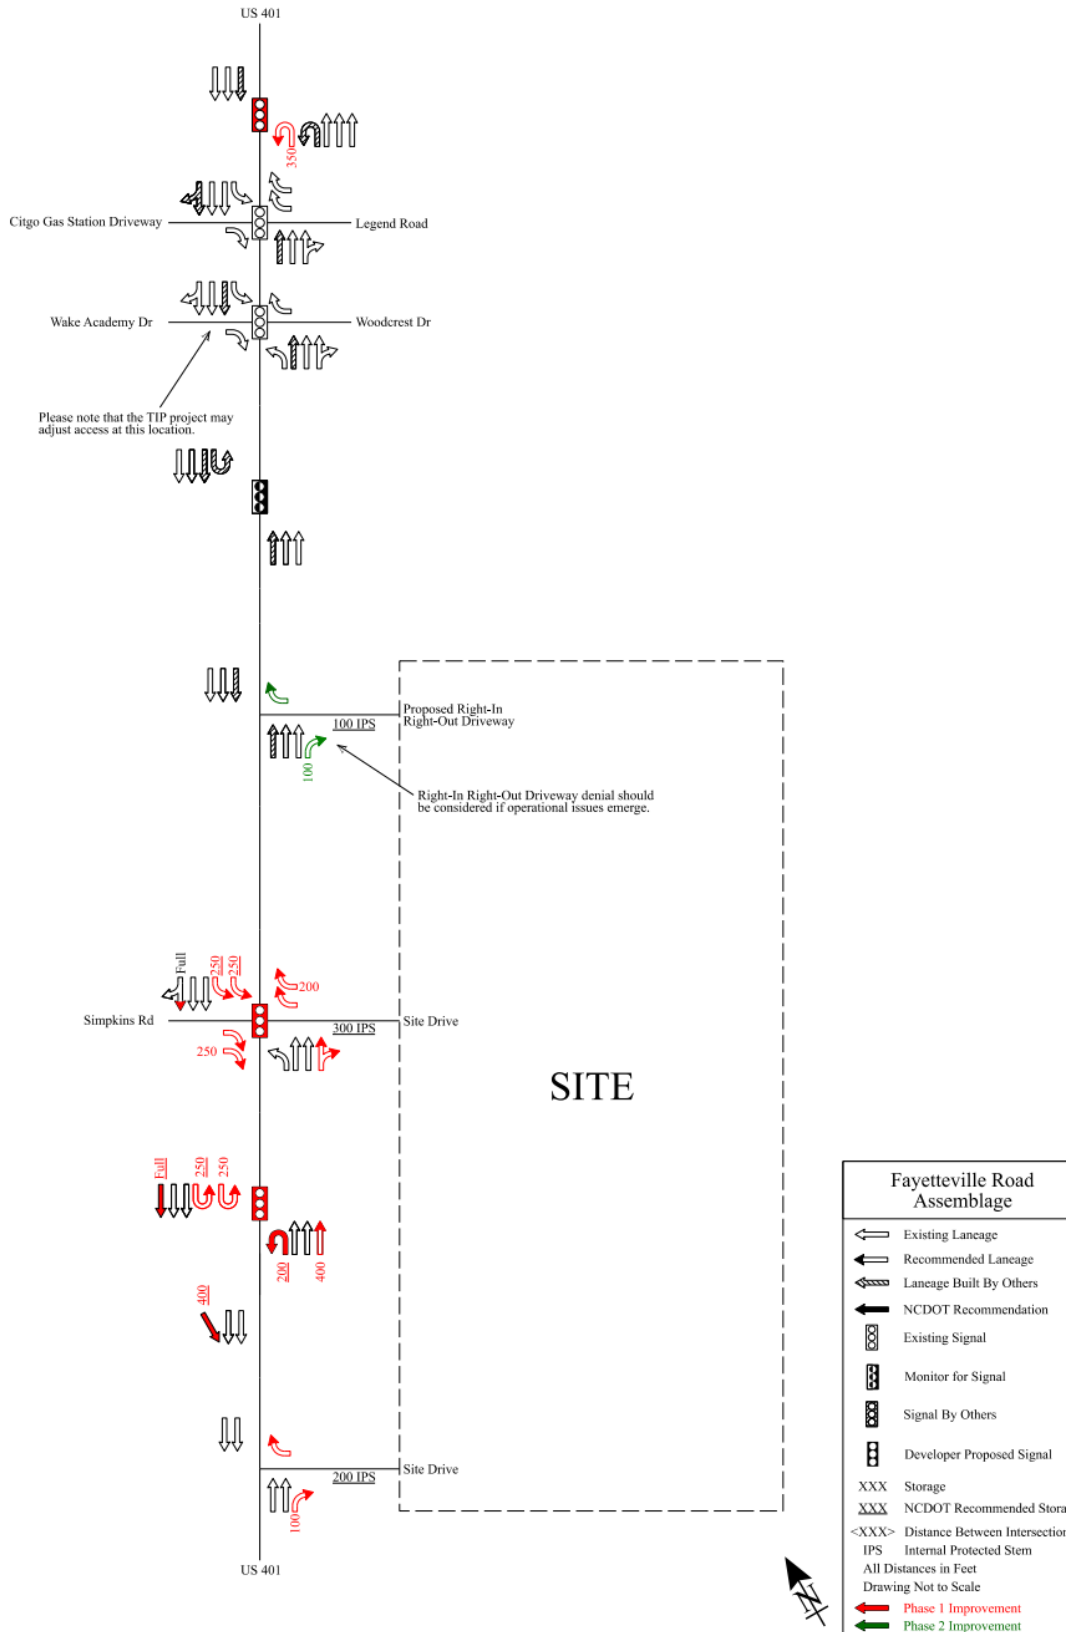 US 401
350
Citgo Gas Station Driveway
Legend Road
Wake Academy Dr
Woodcrest Dr
Please note that the TIP project may
adjust access at this location.
Proposed Right-In
Right-Out Driveway
100 IPS
100
Right-In Right-Out Driveway denial should
be considered if operational issues emerge.
Full
250
250
200
Simpkins Rd
300 IPS
Site Drive
250
SITE
Full
250
250
200
400
400
Site Drive
200 IPS
100
US 401
N
Fayetteville Road
Assemblage
Existing Laneage
Recommended Laneage
Laneage Built By Others
NCDOT Recommendation
Existing Signal
Monitor for Signal
Signal By Others
Developer Proposed Signal
XXX Storage
XXX NCDOT Recommended Stora
<XXX> Distance Between Intersection
IPS Internal Protected Stem
All Distances in Feet
Drawing Not to Scale
Phase 1 Improvement
Phase 2 Improvement